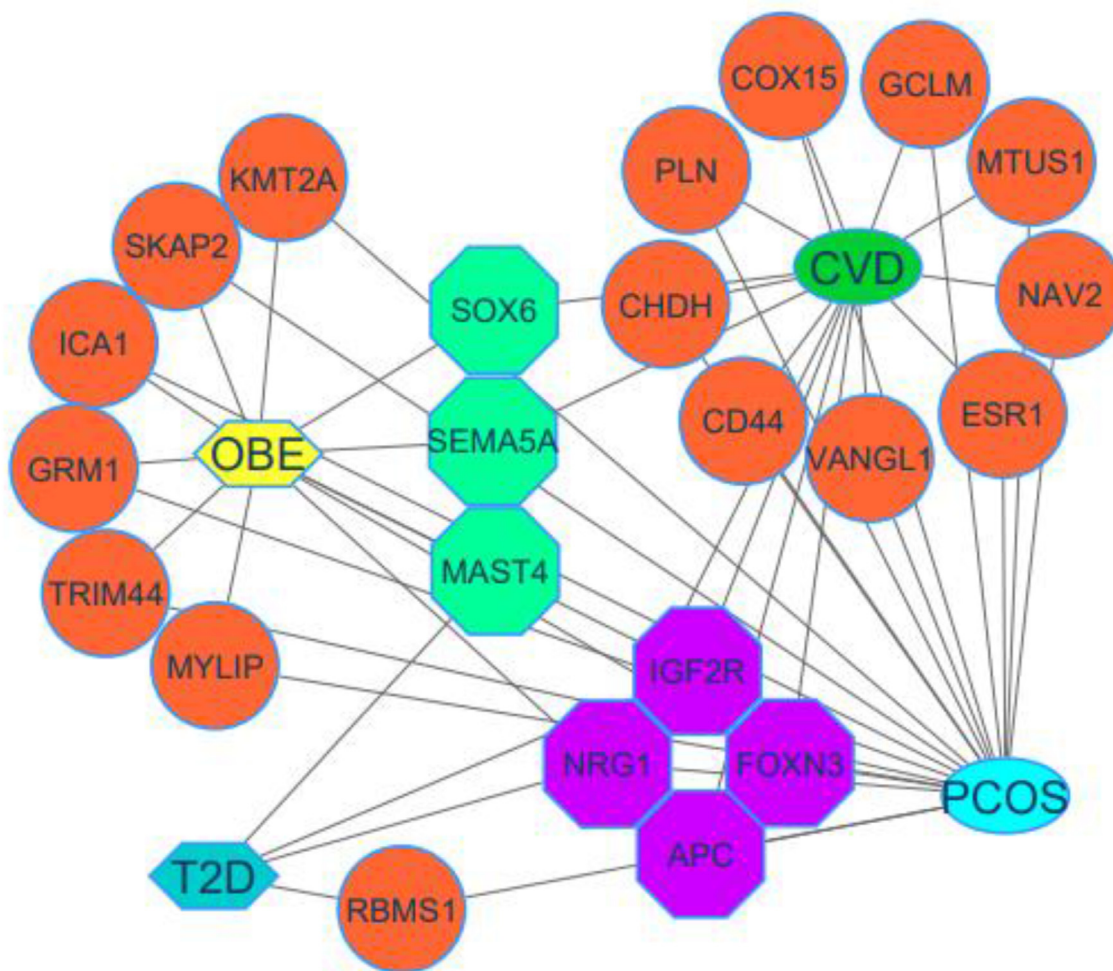 COX15
GCLM
PLN
MTUS1
KMT2A
SKAP2
CVD
NAV2
SOX6
CHDH
ICA1
CD44
ESR1
VANGL1
OBE
SEMA5A
GRM1
MAST4
TRIM44
MYLIP
IGF2R
NRG1
FOXN3
PCOS
APC
T2D
RBMS1